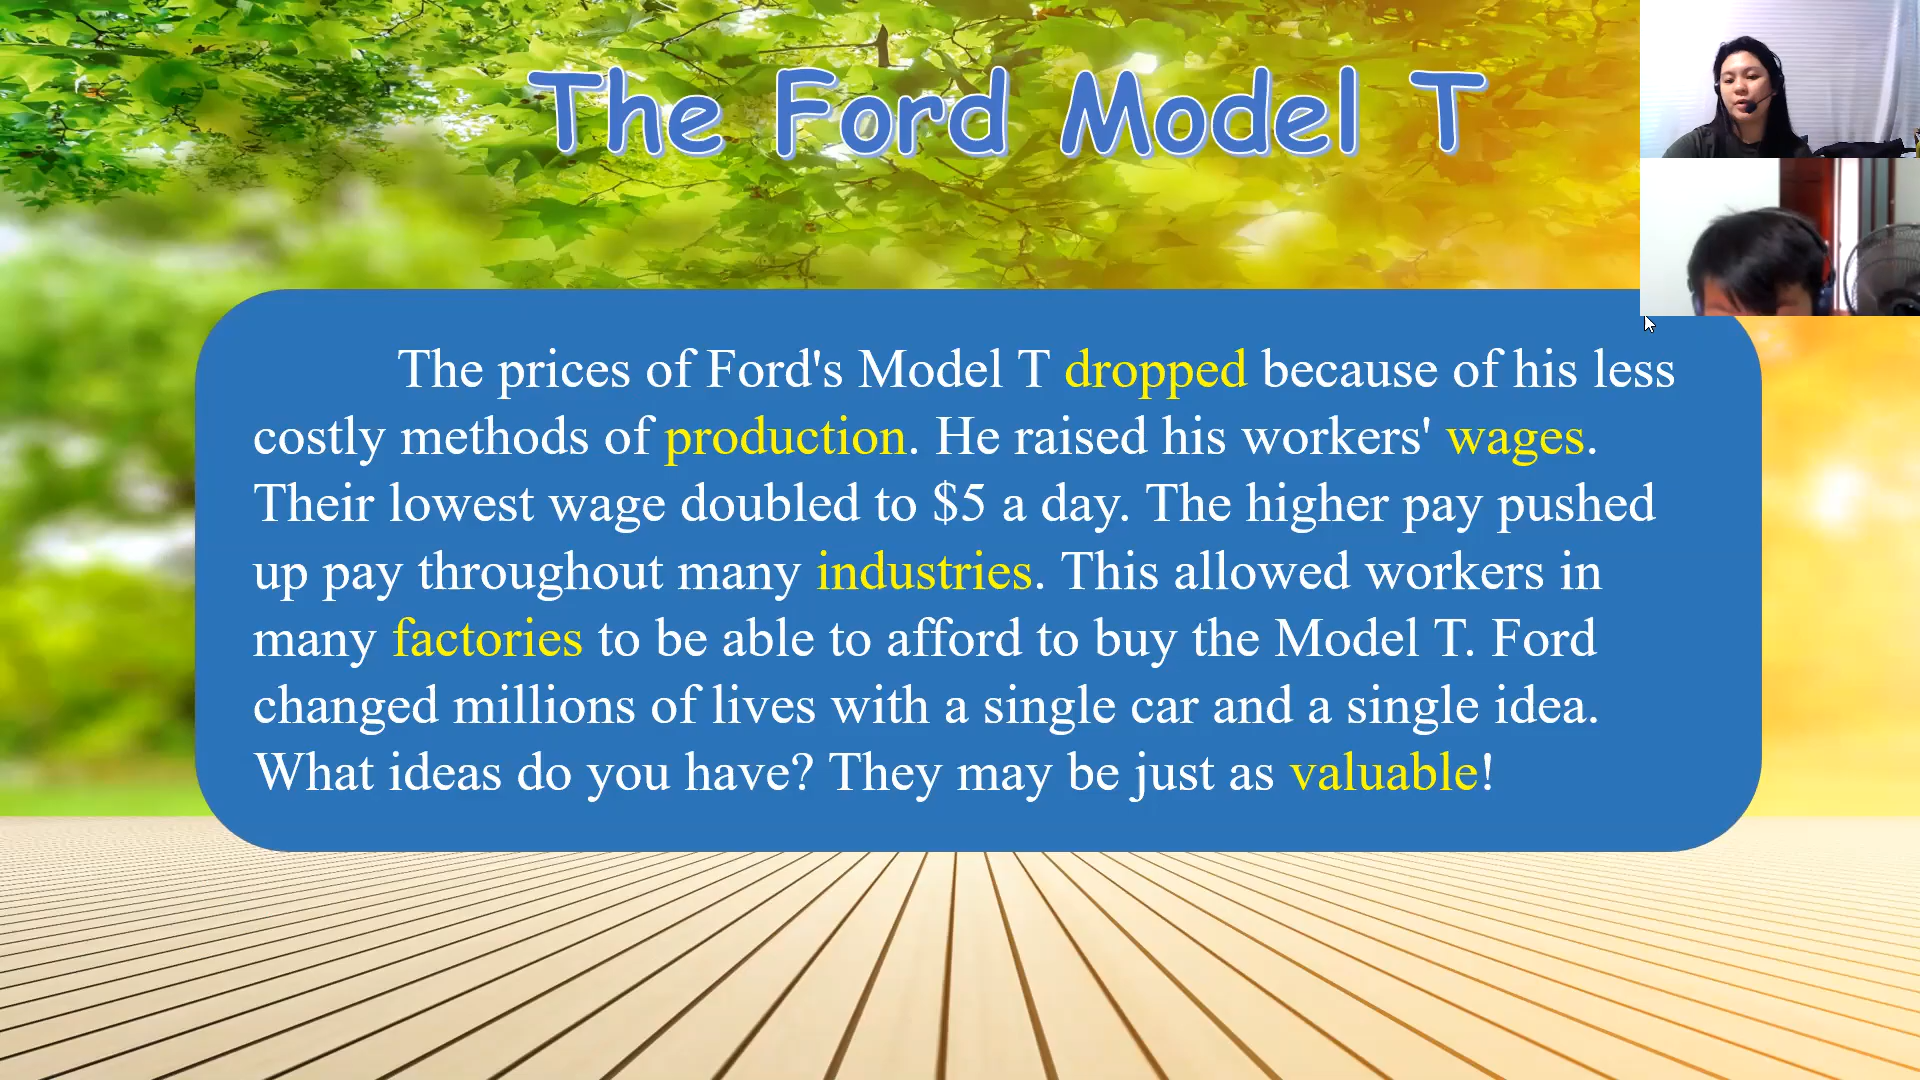 The Ford Model T
The prices of Ford's Model T dropped because of his less
costly methods of production. He raised his workers' wages.
Their lowest wage doubled to $5 a day. The higher pay pushed
up pay throughout many industries. This allowed workers in
many factories to be able to afford to buy the Model T. Ford
changed millions of lives with a single car and a single idea.
What ideas do you have? They may be just as valuable!